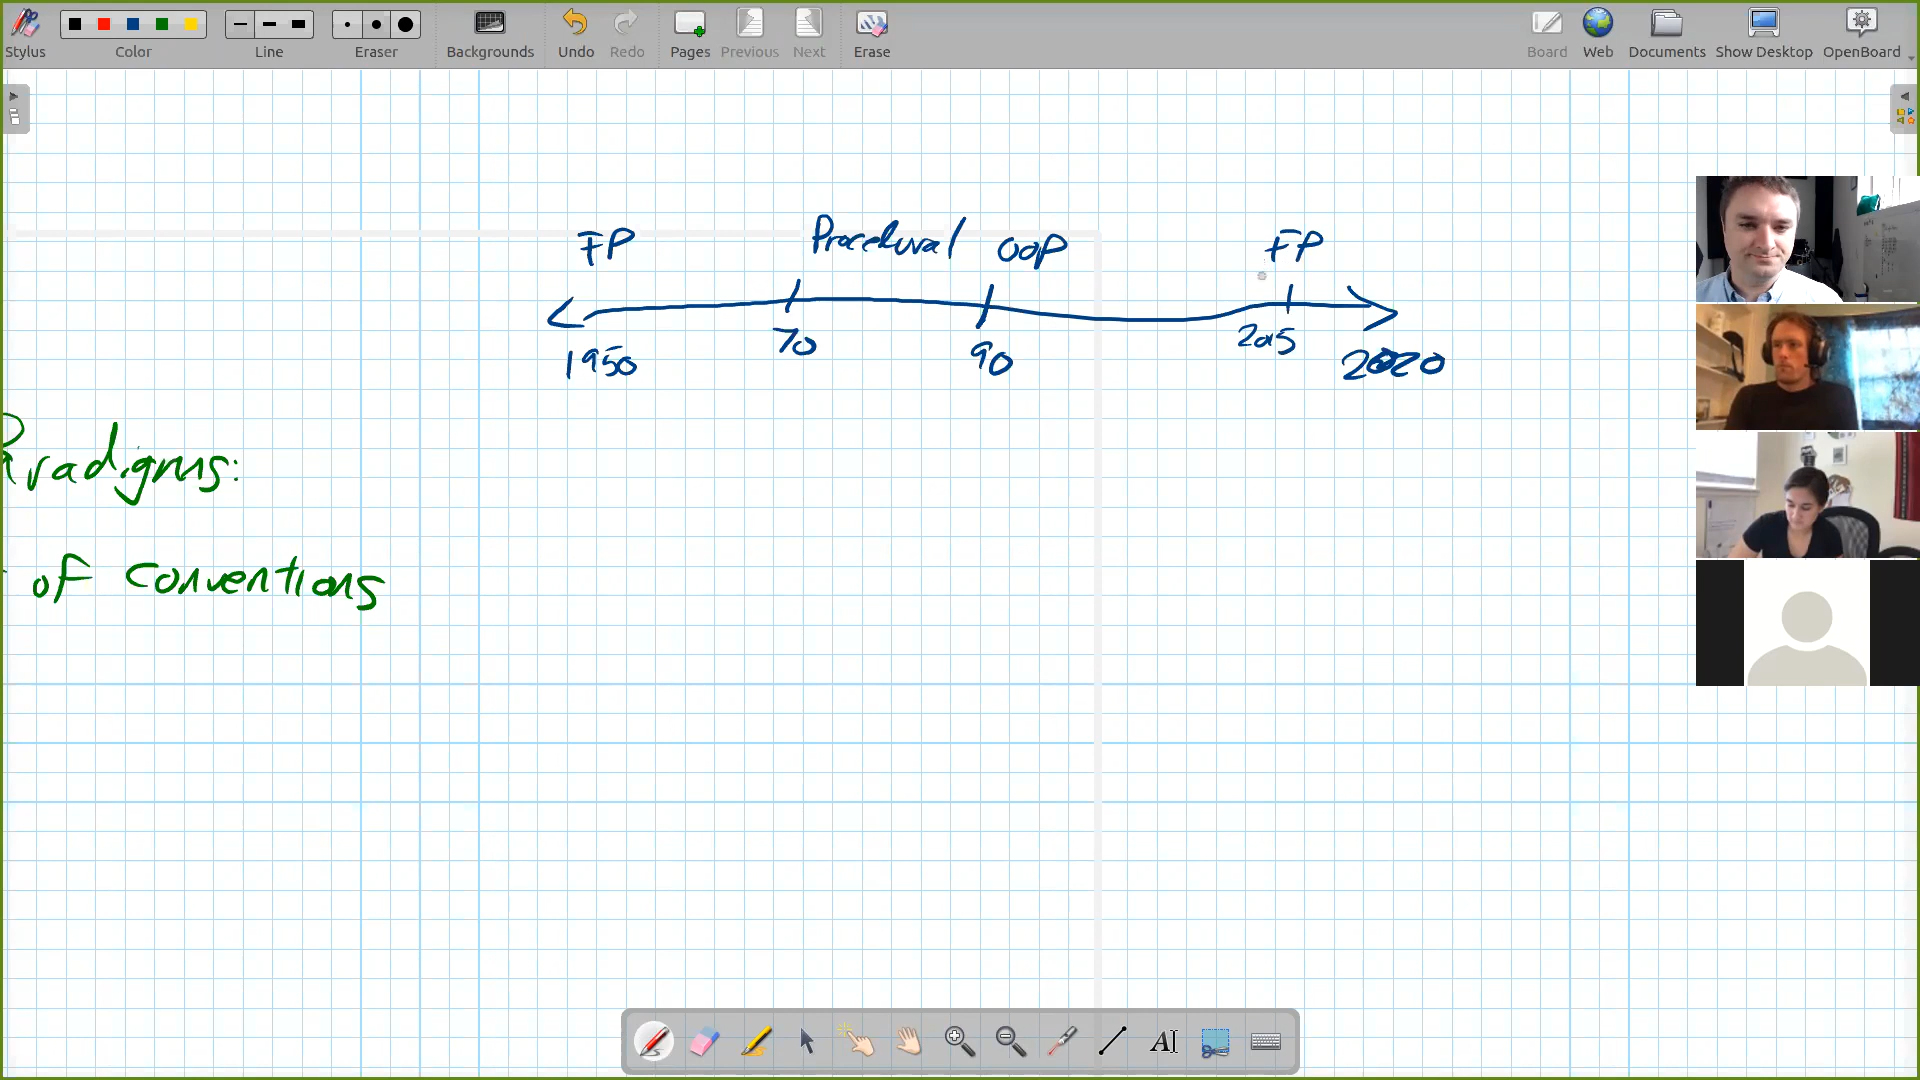 Stylus Color Line Eraser Backgrounds Undo Redo Pages Previous Next Erase Board Web Documents Show Desktop OpenBoard
FP Procedural OOP FP
1950 70 90 2015 2020
aradigms:
of conventions